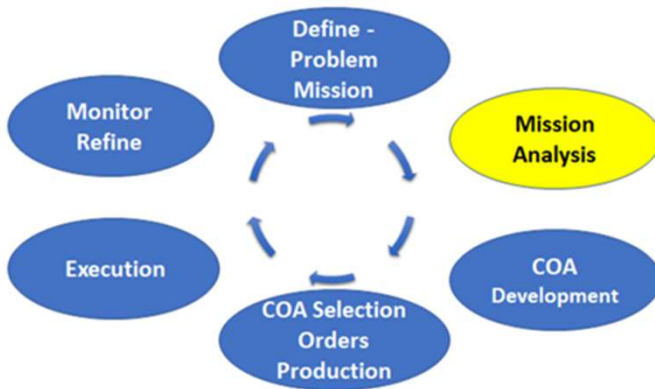 Define -
Problem
Mission
Mission
Analysis
COA
Development
COA Selection
Orders
Production
Execution
Monitor
Refine